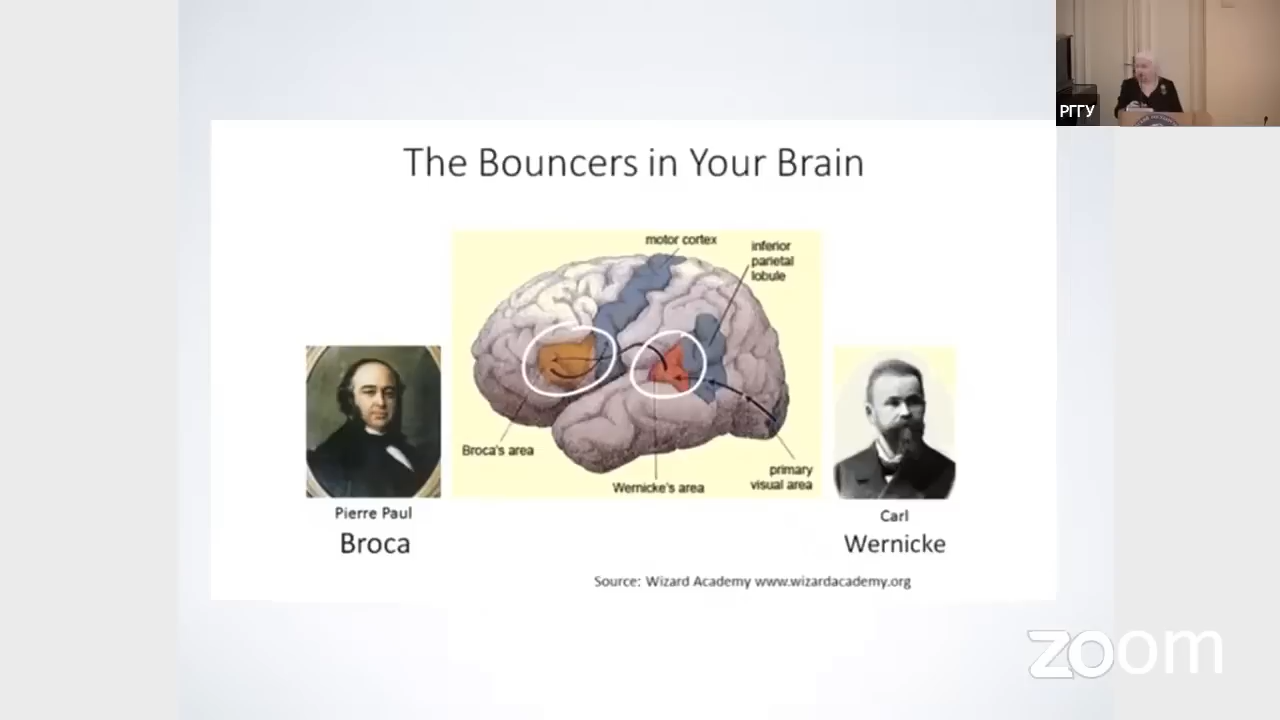 РГГУ
The Bouncers in Your Brain
motor cortex
inferior
parietal
lobule
Broca's area
Wernicke's area
primary
visual area
Pierre Paul
Broca
Carl
Wernicke
Source: Wizard Academy www.wizardacademy.org
zoom